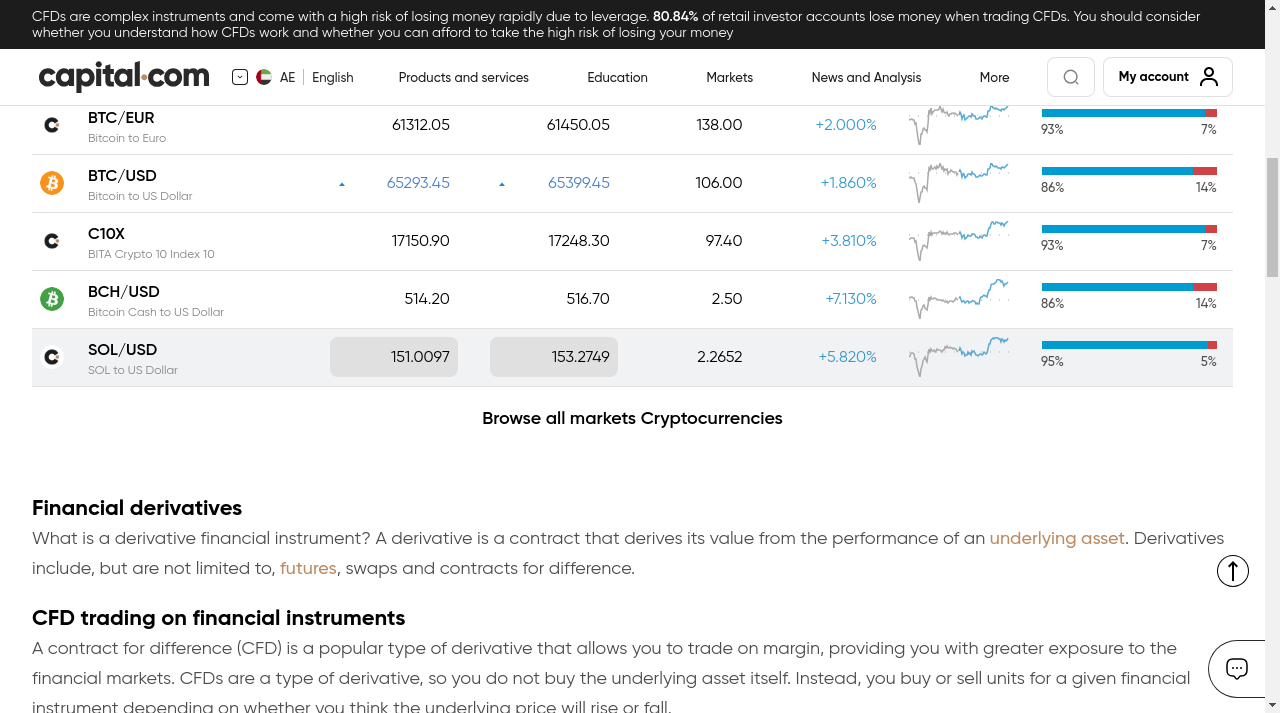 CFDs are complex instruments and come with a high risk of losing money rapidly due to leverage. 80.84% of retail investor accounts lose money when trading CFDs. You should consider
whether you understand how CFDs work and whether you can afford to take the high risk of losing your money
capital.com AE English Products and services Education Markets News and Analysis More My account
BTC/EUR 61312.05 61450.05 138.00 +2.000%
Bitcoin to Euro 93% 7%
BTC/USD 65293.45 65399.45 106.00 +1.860%
Bitcoin to US Dollar 86% 14%
C10X 17150.90 17248.30 97.40 +3.810%
BITA Crypto 10 Index 10 93% 7%
BCH/USD 514.20 516.70 2.50 +7.130%
Bitcoin Cash to US Dollar 86% 14%
SOL/USD 151.0097 153.2749 2.2652 +5.820%
SOL to US Dollar 95% 5%
Browse all markets Cryptocurrencies
Financial derivatives
What is a derivative financial instrument? A derivative is a contract that derives its value from the performance of an underlying asset. Derivatives
include, but are not limited to, futures, swaps and contracts for difference.
CFD trading on financial instruments
A contract for difference (CFD) is a popular type of derivative that allows you to trade on margin, providing you with greater exposure to the
financial markets. CFDs are a type of derivative, so you do not buy the underlying asset itself. Instead, you buy or sell units for a given financial
instrument depending on whether you think the underlying price will rise or fall.